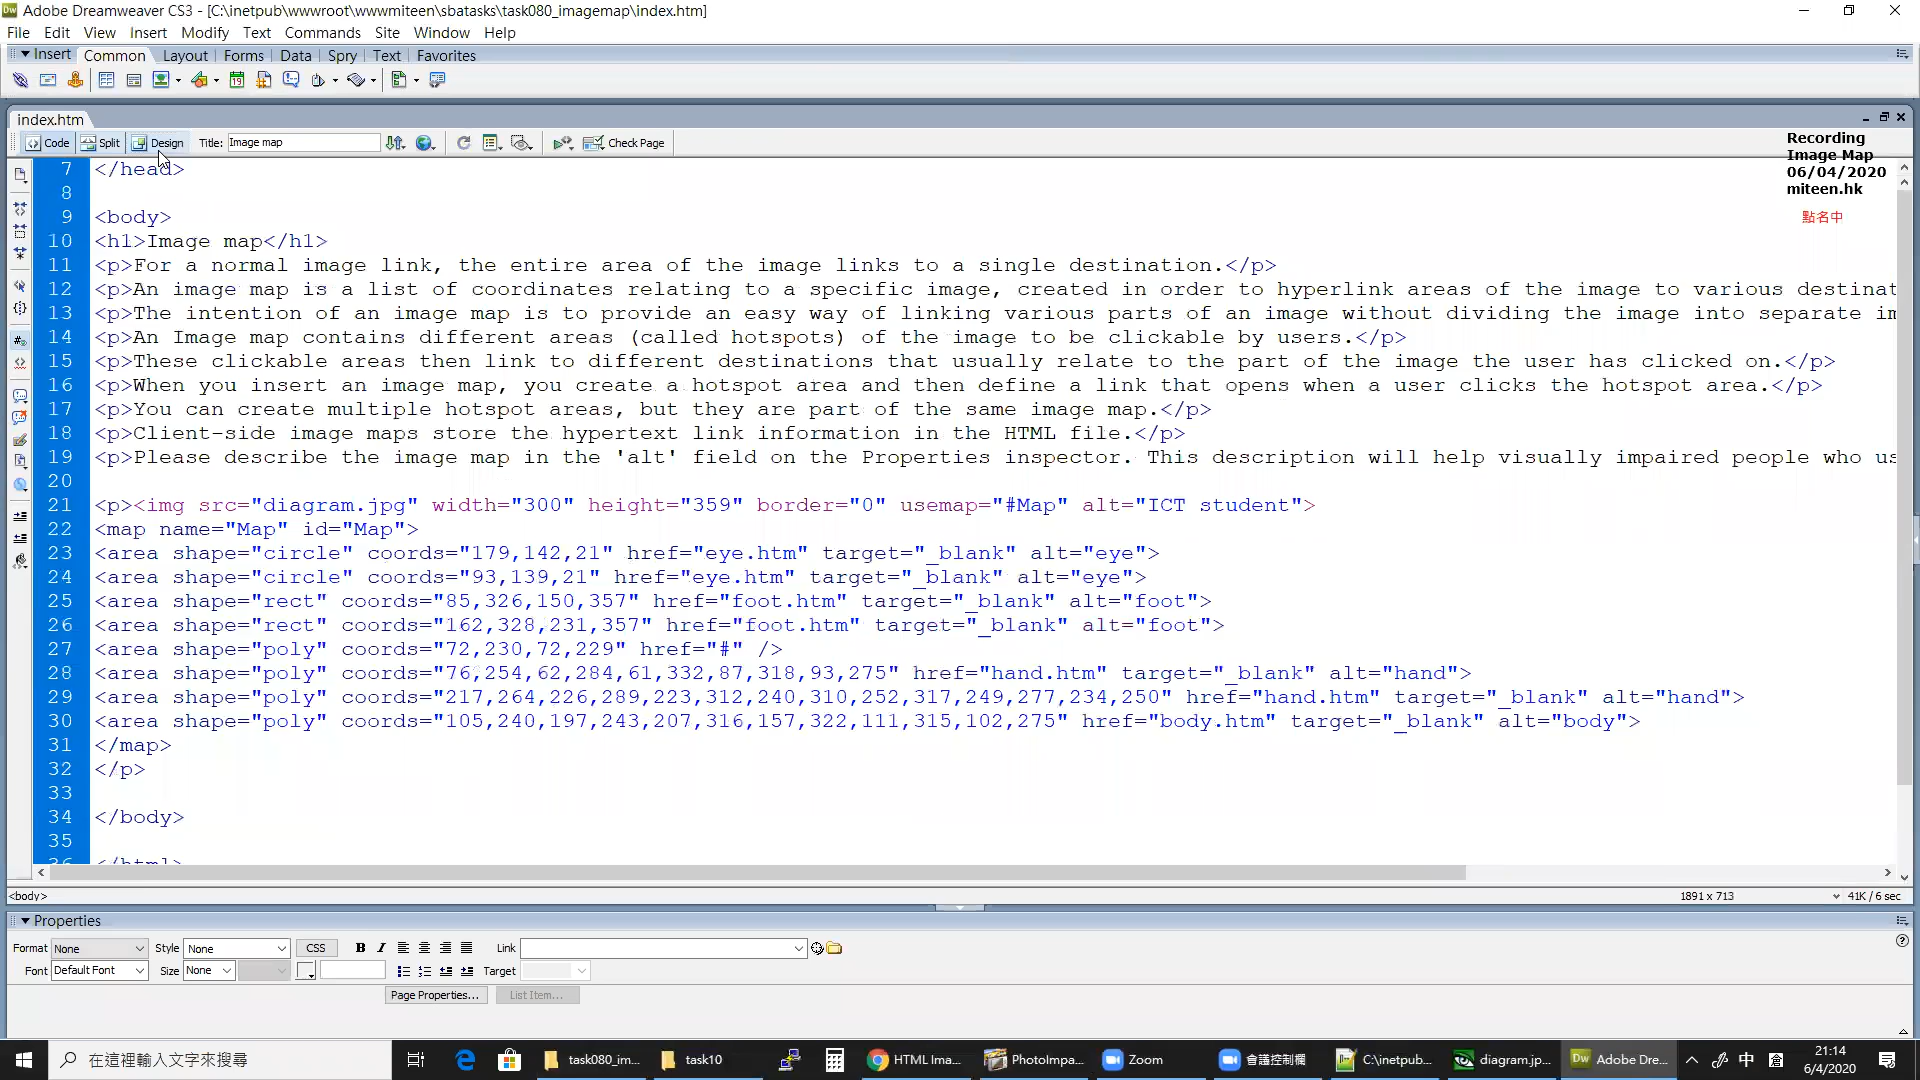 Adobe Dreamweaver CS3 - [C:\inetpub\wwwroot\wwwmiteen\sbatasks\task080_imagemap\index.htm]
File Edit View Insert Modify Text Commands Site Window Help
Insert Common Layout Forms Data Spry Text Favorites
index.htm
Code Split Design Title: Image map Check Page
Recording
Image Map
06/04/2020
miteen.hk
點名中
7 </head>
8
9 <body>
10 <h1>Image map</h1>
11 <p>For a normal image link, the entire area of the image links to a single destination.</p>
12 <p>An image map is a list of coordinates relating to a specific image, created in order to hyperlink areas of the image to various destinat
13 <p>The intention of an image map is to provide an easy way of linking various parts of an image without dividing the image into separate im
14 <p>An Image map contains different areas (called hotspots) of the image to be clickable by users.</p>
15 <p>These clickable areas then link to different destinations that usually relate to the part of the image the user has clicked on.</p>
16 <p>When you insert an image map, you create a hotspot area and then define a link that opens when a user clicks the hotspot area.</p>
17 <p>You can create multiple hotspot areas, but they are part of the same image map.</p>
18 <p>Client-side image maps store the hypertext link information in the HTML file.</p>
19 <p>Please describe the image map in the 'alt' field on the Properties inspector. This description will help visually impaired people who us
20
21 <p><img src="diagram.jpg" width="300" height="359" border="0" usemap="#Map" alt="ICT student">
22 <map name="Map" id="Map">
23 <area shape="circle" coords="179,142,21" href="eye.htm" target="_blank" alt="eye">
24 <area shape="circle" coords="93,139,21" href="eye.htm" target="_blank" alt="eye">
25 <area shape="rect" coords="85,326,150,357" href="foot.htm" target="_blank" alt="foot">
26 <area shape="rect" coords="162,328,231,357" href="foot.htm" target="_blank" alt="foot">
27 <area shape="poly" coords="72,230,72,229" href="#" />
28 <area shape="poly" coords="76,254,62,284,61,332,87,318,93,275" href="hand.htm" target="_blank" alt="hand">
29 <area shape="poly" coords="217,264,226,289,223,312,240,310,252,317,249,277,234,250" href="hand.htm" target="_blank" alt="hand">
30 <area shape="poly" coords="105,240,197,243,207,316,157,322,111,315,102,275" href="body.htm" target="_blank" alt="body">
31 </map>
32 </p>
33
34 </body>
35
36 </html>
<body> 1891 x 713 41K / 6 sec
Properties
Format None Style None CSS B I Link
Font Default Font Size None Target
Page Properties... List Item...
在這裡輸入文字來搜尋 task080_im... task10 HTML Ima... PhotoImpa... Zoom 會議控制欄 C:\inetpub... diagram.jp... Adobe Dre... 中 倉 21:14
6/4/2020